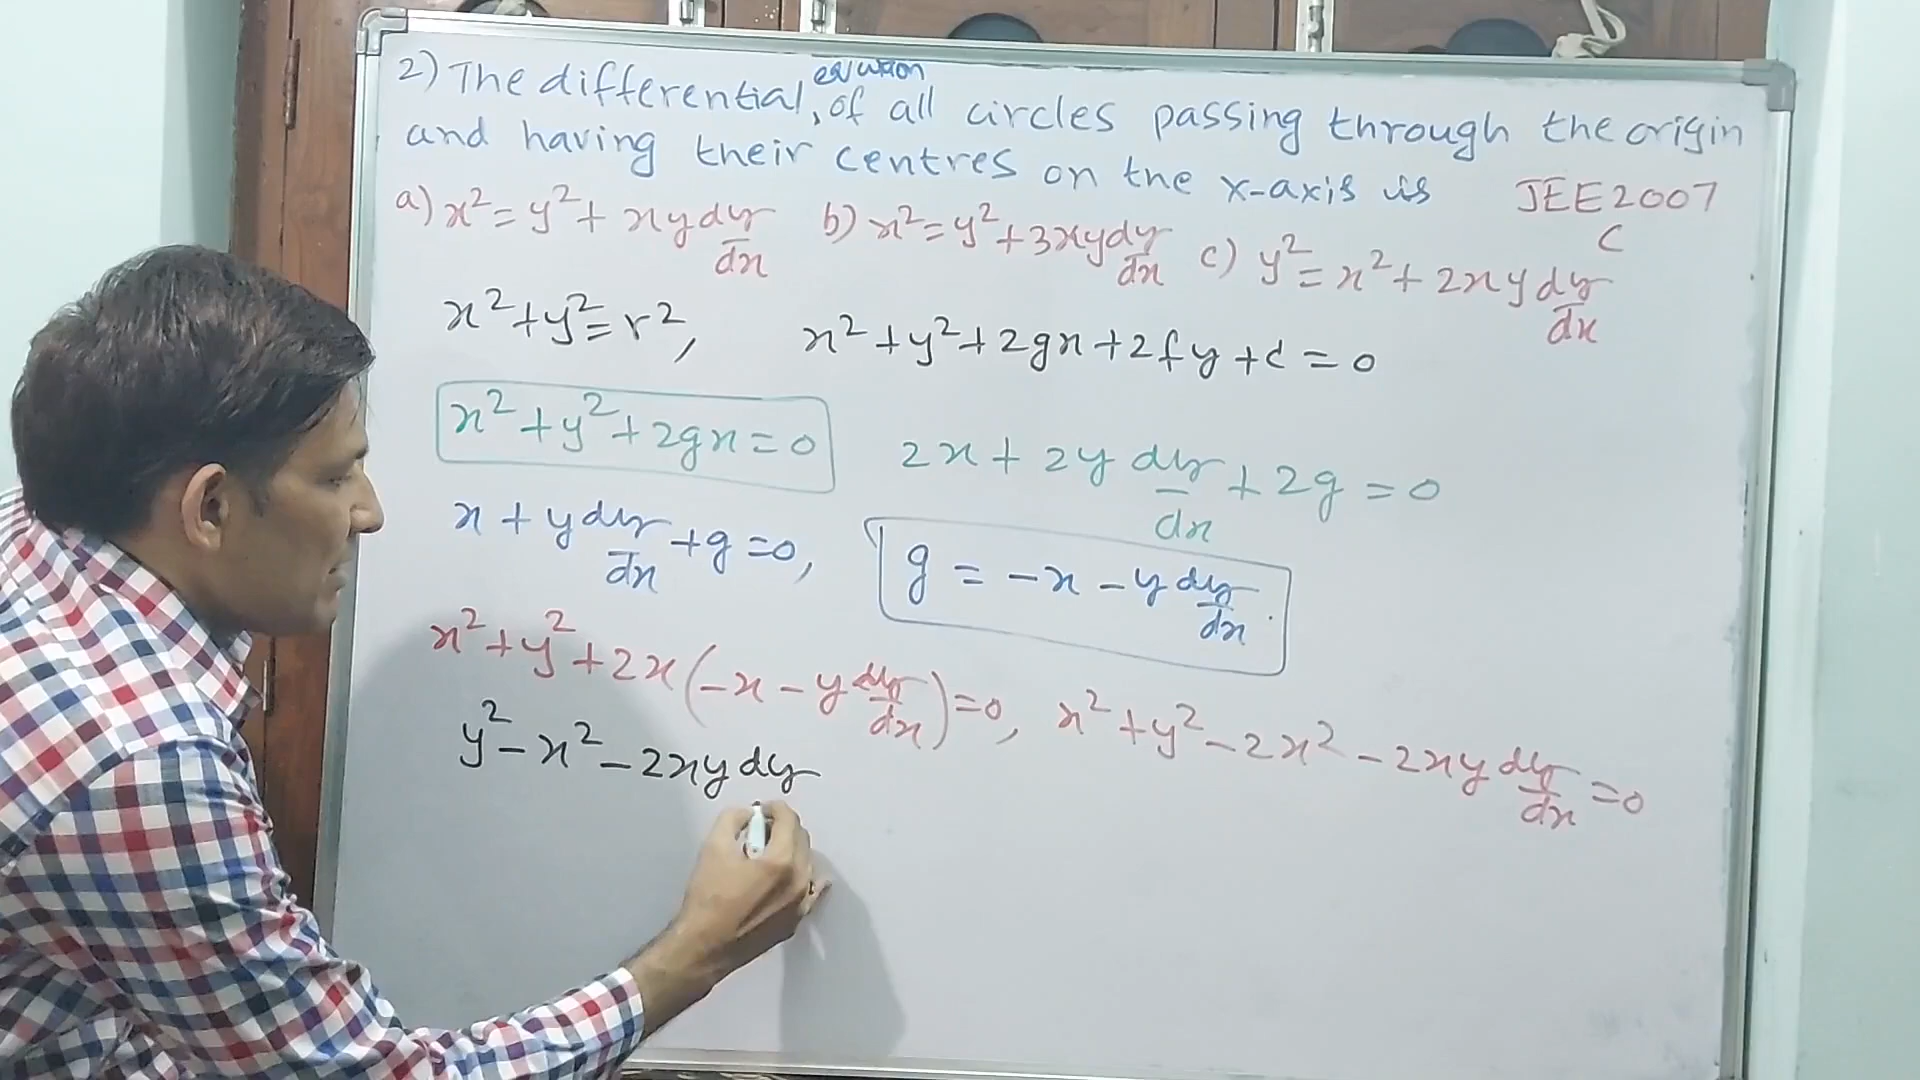 2) The differential, equation of all circles passing through the origin
and having their centres on the x-axis is JEE 2007
a) x² = y² + xy dy/dx b) x² = y² + 3xy dy/dx c) y² = x² + 2xy dy/dx C
x² + y² = r², x² + y² + 2gx + 2fy + c = 0
x² + y² + 2gx = 0 2x + 2y dy/dx + 2g = 0
x + y dy/dx + g = 0, g = -x - y dy/dx .
x² + y² + 2x(-x - y dy/dx) = 0, x² + y² - 2x² - 2xy dy/dx = 0
y² - x² - 2xy dy